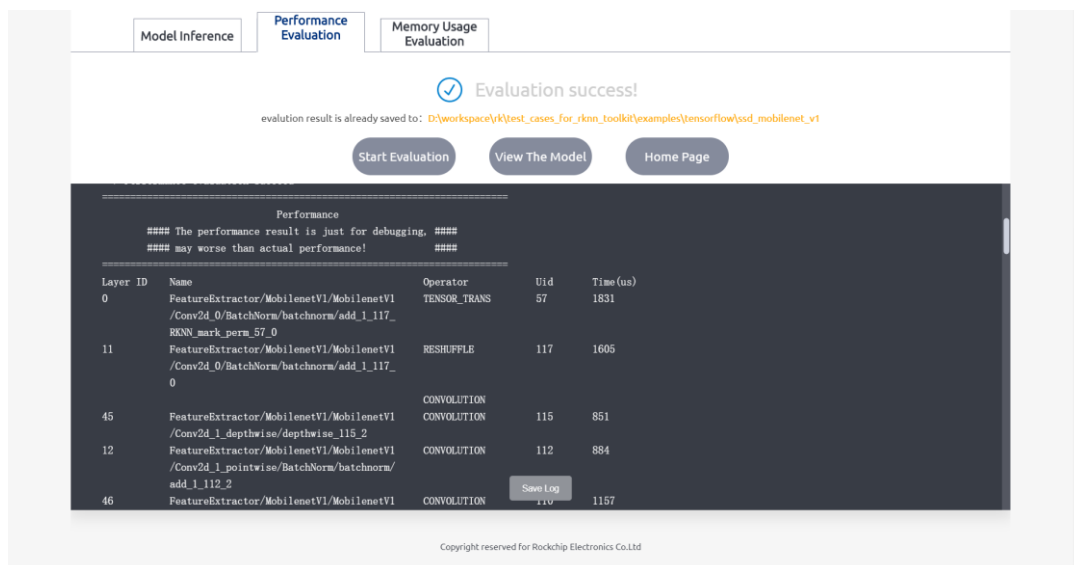 Model Inference
Performance
Evaluation
Memory Usage
Evaluation
Evaluation success!
evalution result is already saved to: D:\workspace\rk\test_cases_for_rknn_toolkit\examples\tensorflow\ssd_mobilenet_v1
Start Evaluation View The Model Home Page
========================================================================
Performance
#### The performance result is just for debugging, ####
#### may worse than actual performance! ####
========================================================================
Layer ID Name Operator Uid Time(us)
0 FeatureExtractor/MobilenetV1/MobilenetV1 TENSOR_TRANS 57 1831
/Conv2d_0/BatchNorm/batchnorm/add_1_117_
RKNN_mark_perm_57_0
11 FeatureExtractor/MobilenetV1/MobilenetV1 RESHUFFLE 117 1605
/Conv2d_0/BatchNorm/batchnorm/add_1_117_
0
CONVOLUTION
45 FeatureExtractor/MobilenetV1/MobilenetV1 CONVOLUTION 115 851
/Conv2d_1_depthwise/depthwise_115_2
12 FeatureExtractor/MobilenetV1/MobilenetV1 CONVOLUTION 112 884
/Conv2d_1_pointwise/BatchNorm/batchnorm/
add_1_112_2
Save Log
46 FeatureExtractor/MobilenetV1/MobilenetV1 CONVOLUTION 110 1157
Copyright reserved for Rockchip Electronics Co.Ltd